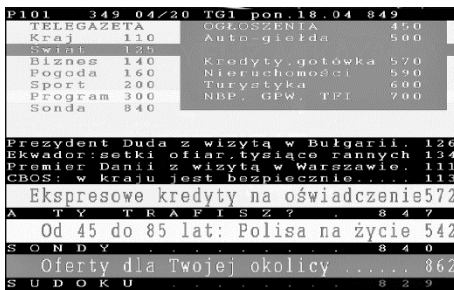 P101 349 04/20 TG1 pon.18.04 849
TELEGAZETA OGŁOSZENIA 450
Kraj 110 Auto-giełda 500
Świat 125
Biznes 140 Kredyty,gotówka 570
Pogoda 160 Nieruchomości 590
Sport 200 Turystyka 600
Program 300 NBP, GPW, TFI 700
Sonda 840
Prezydent Duda z wizytą w Bułgarii. 126
Ekwador:setki ofiar,tysiące rannych 134
Premier Danii z wizytą w Warszawie. 111
CBOS: w kraju jest bezpiecznie..... 113
Ekspresowe kredyty na oświadczenie572
A TY TRAFISZ? . 847
Od 45 do 85 lat: Polisa na życie 542
SONDY . . . . . . . 840
Oferty dla Twojej okolicy ...... 862
SUDOKU . . . . . . . 829